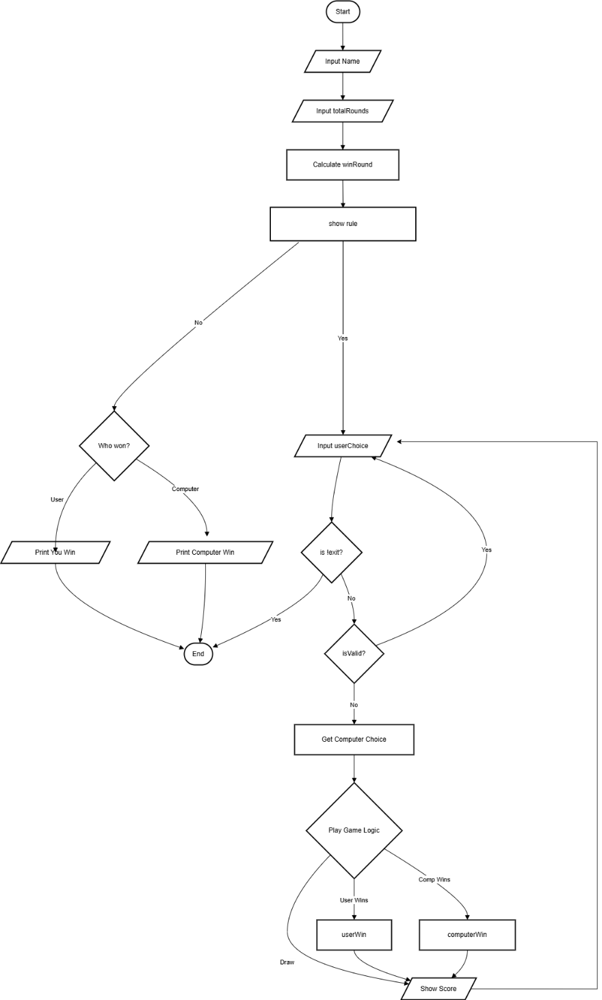 Start
Input Name
Input totalRounds
Calculate winRound
show rule
No
Yes
Who won?
Input userChoice
User
Computer
Print You Win
Print Computer Win
is !exit?
Yes
No
Yes
End
isValid?
No
Get Computer Choice
Play Game Logic
Comp Wins
User Wins
userWin
computerWin
Draw
Show Score